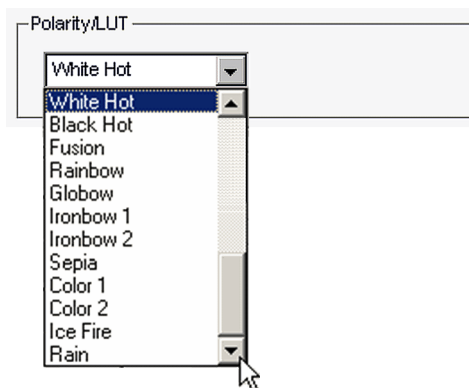 Polarity/LUT
White Hot
White Hot
Black Hot
Fusion
Rainbow
Globow
Ironbow 1
Ironbow 2
Sepia
Color 1
Color 2
Ice Fire
Rain